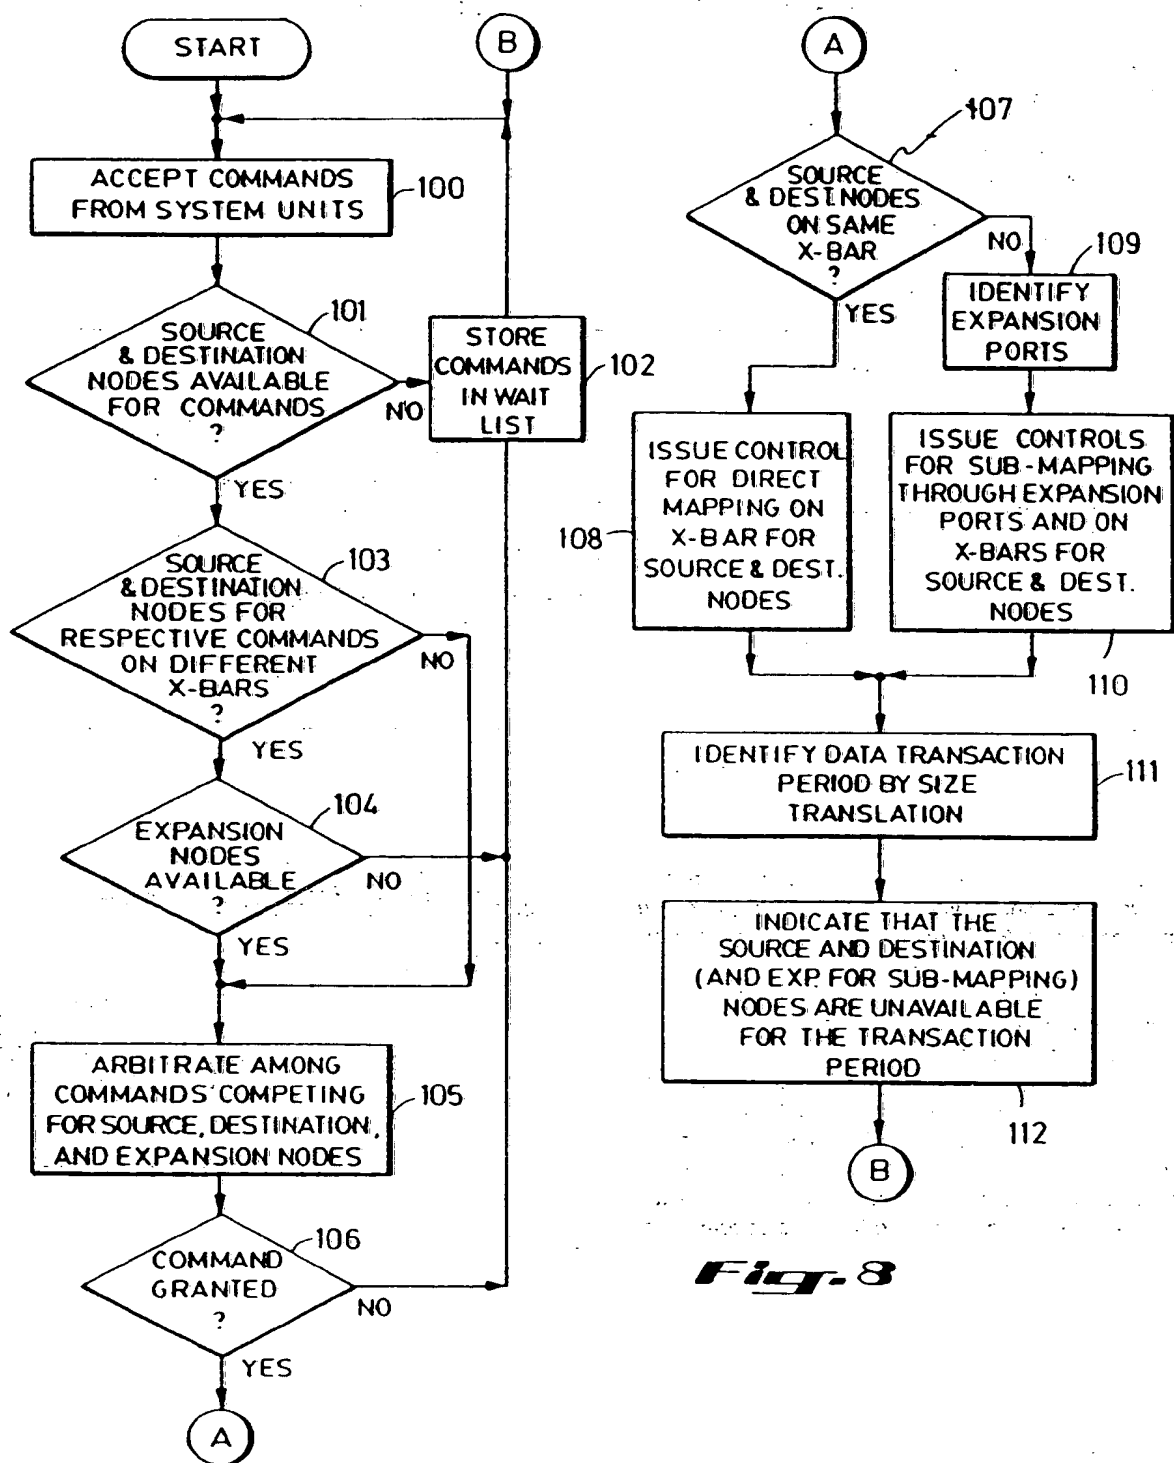 START
B
ACCEPT COMMANDS
FROM SYSTEM UNITS
100
SOURCE
& DESTINATION
NODES AVAILABLE
FOR COMMANDS
?
101
NO
YES
STORE
COMMANDS
IN WAIT
LIST
102
SOURCE
& DESTINATION
NODES FOR
RESPECTIVE COMMANDS
ON DIFFERENT
X-BARS
?
103
NO
YES
EXPANSION
NODES
AVAILABLE
?
104
NO
YES
ARBITRATE AMONG
COMMANDS COMPETING
FOR SOURCE, DESTINATION,
AND EXPANSION NODES
105
COMMAND
GRANTED
?
106
NO
YES
A
A
107
SOURCE
& DEST. NODES
ON SAME
X-BAR
?
NO
YES
109
IDENTIFY
EXPANSION
PORTS
ISSUE CONTROL
FOR DIRECT
MAPPING ON
X-BAR FOR
SOURCE & DEST.
NODES
108
ISSUE CONTROLS
FOR SUB-MAPPING
THROUGH EXPANSION
PORTS AND ON
X-BARS FOR
SOURCE & DEST.
NODES
110
IDENTIFY DATA TRANSACTION
PERIOD BY SIZE
TRANSLATION
111
INDICATE THAT THE
SOURCE AND DESTINATION
(AND EXP. FOR SUB-MAPPING)
NODES ARE UNAVAILABLE
FOR THE TRANSACTION
PERIOD
112
B
Fig. 8